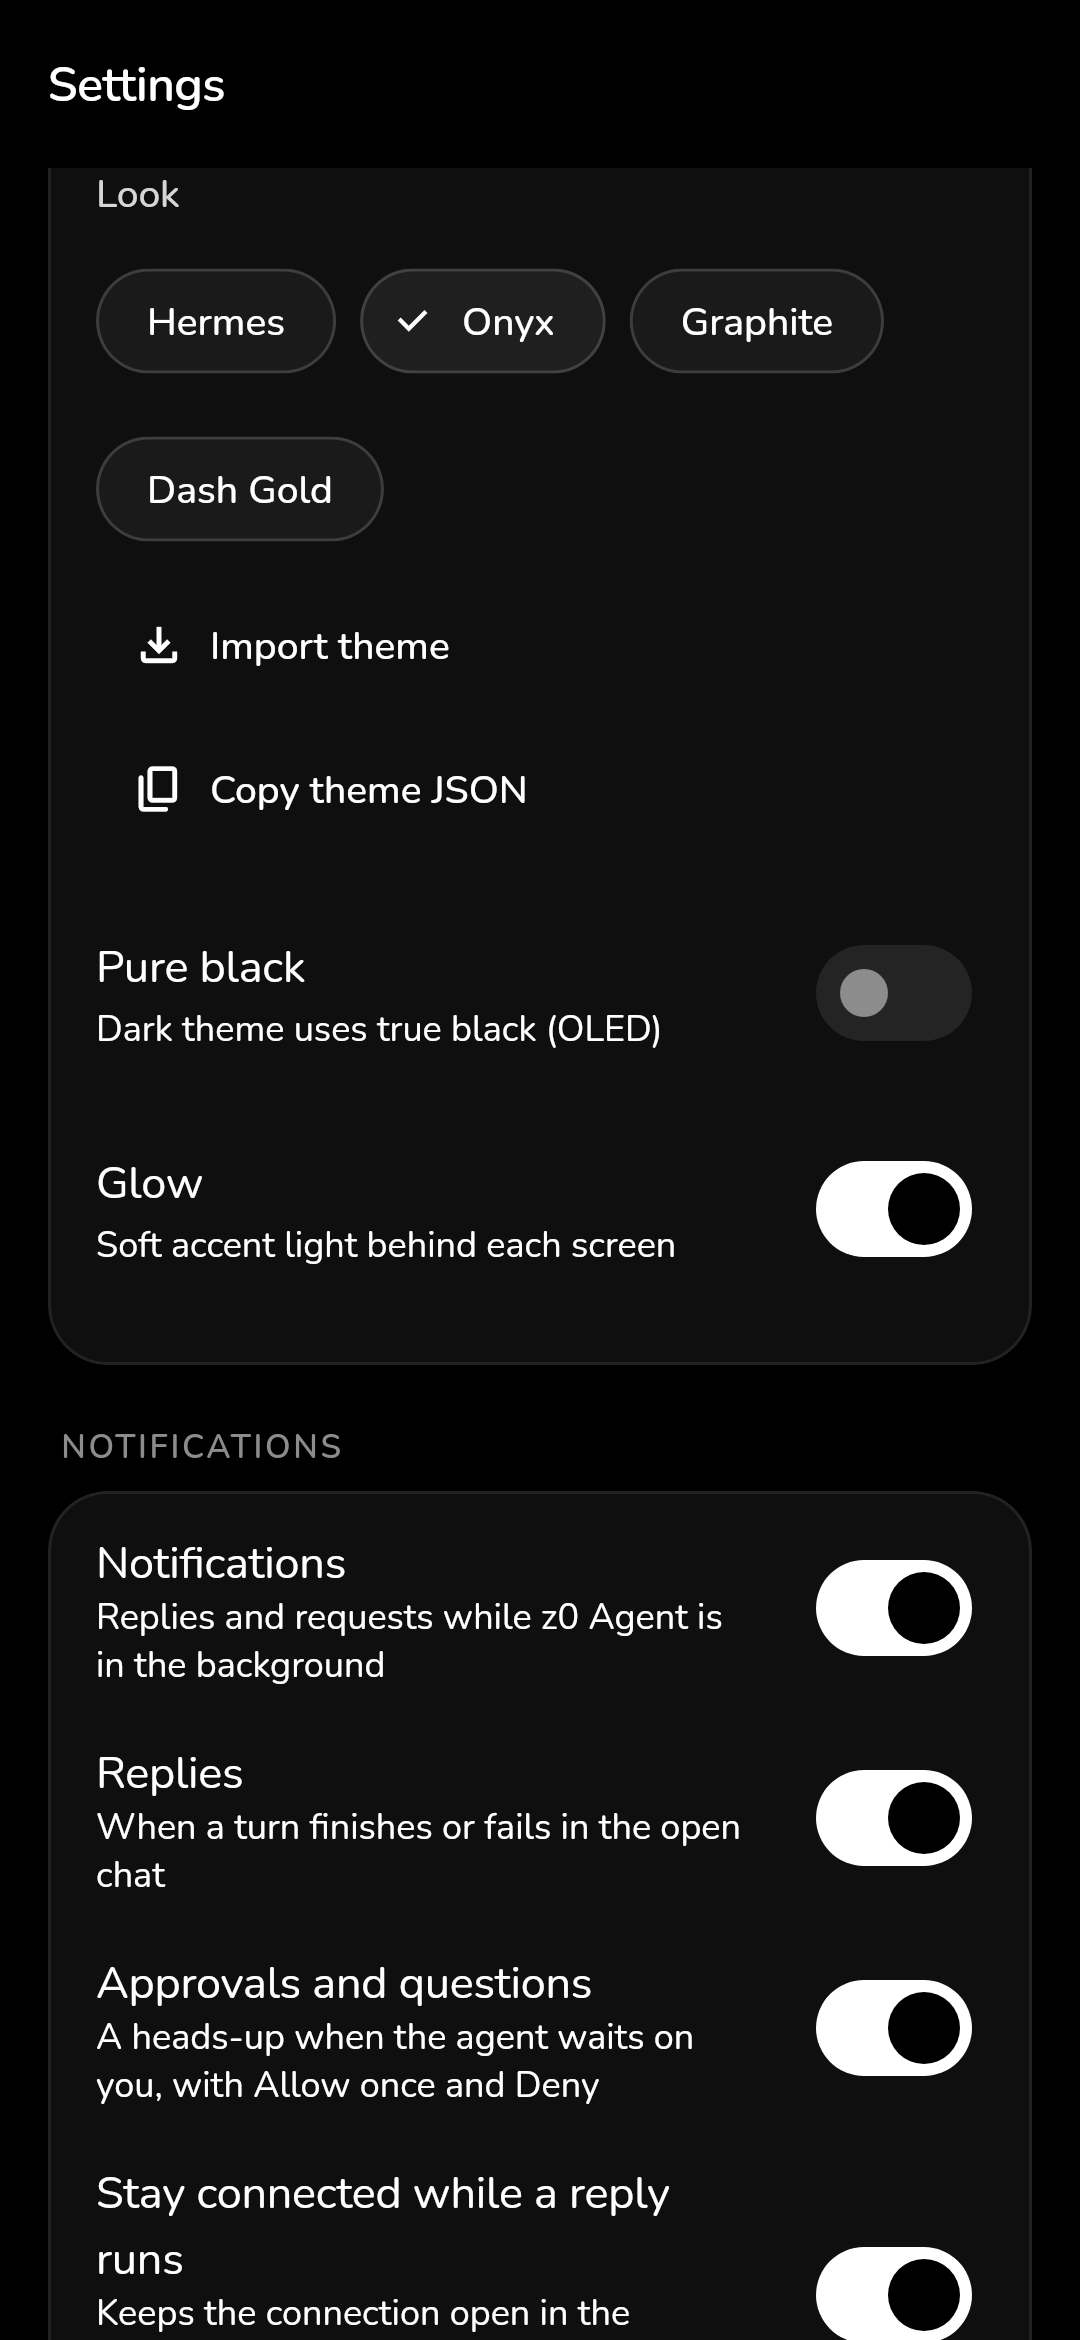 Settings
Look
Hermes
Onyx
Graphite
Dash Gold
Import theme
Copy theme JSON
Pure black
Dark theme uses true black (OLED)
Glow
Soft accent light behind each screen
NOTIFICATIONS
Notifications
Replies and requests while z0 Agent is
in the background
Replies
When a turn finishes or fails in the open
chat
Approvals and questions
A heads-up when the agent waits on
you, with Allow once and Deny
Stay connected while a reply
runs
Keeps the connection open in the